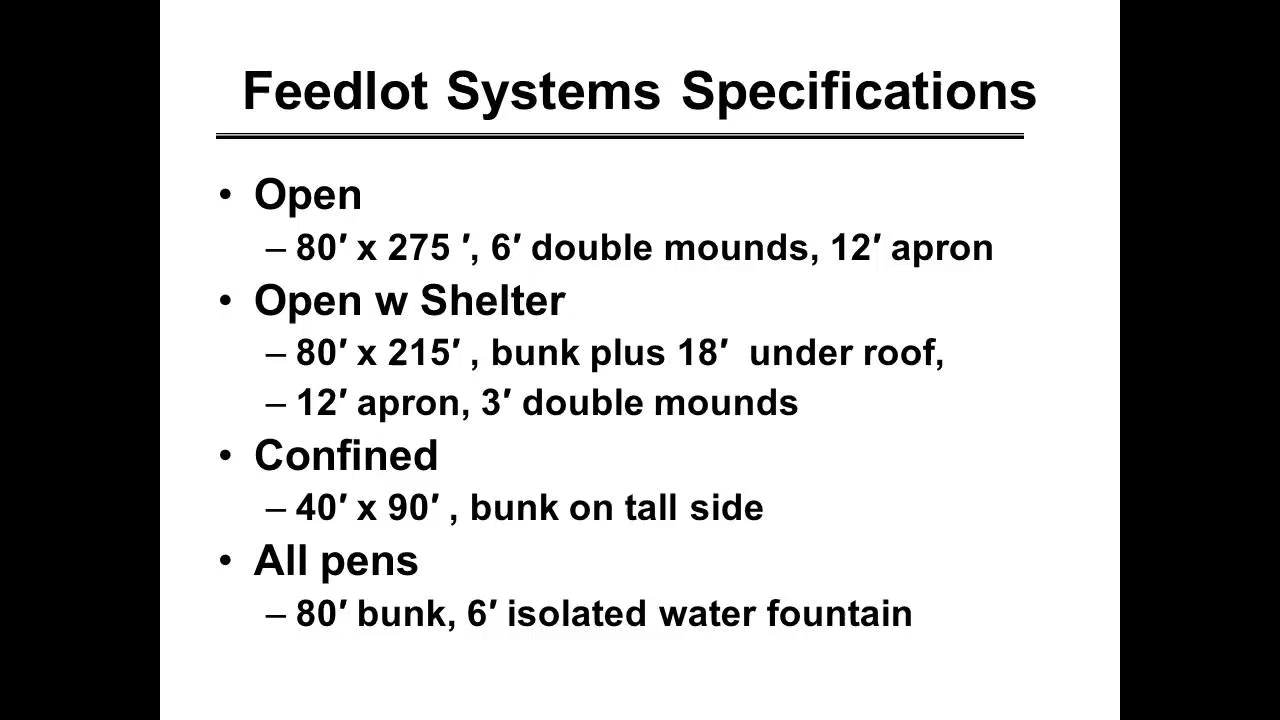 Feedlot Systems Specifications
• Open
– 80′ x 275 ′, 6′ double mounds, 12′ apron
• Open w Shelter
– 80′ x 215′ , bunk plus 18′  under roof,
– 12′ apron, 3′ double mounds
• Confined
– 40′ x 90′ , bunk on tall side
• All pens
– 80′ bunk, 6′ isolated water fountain